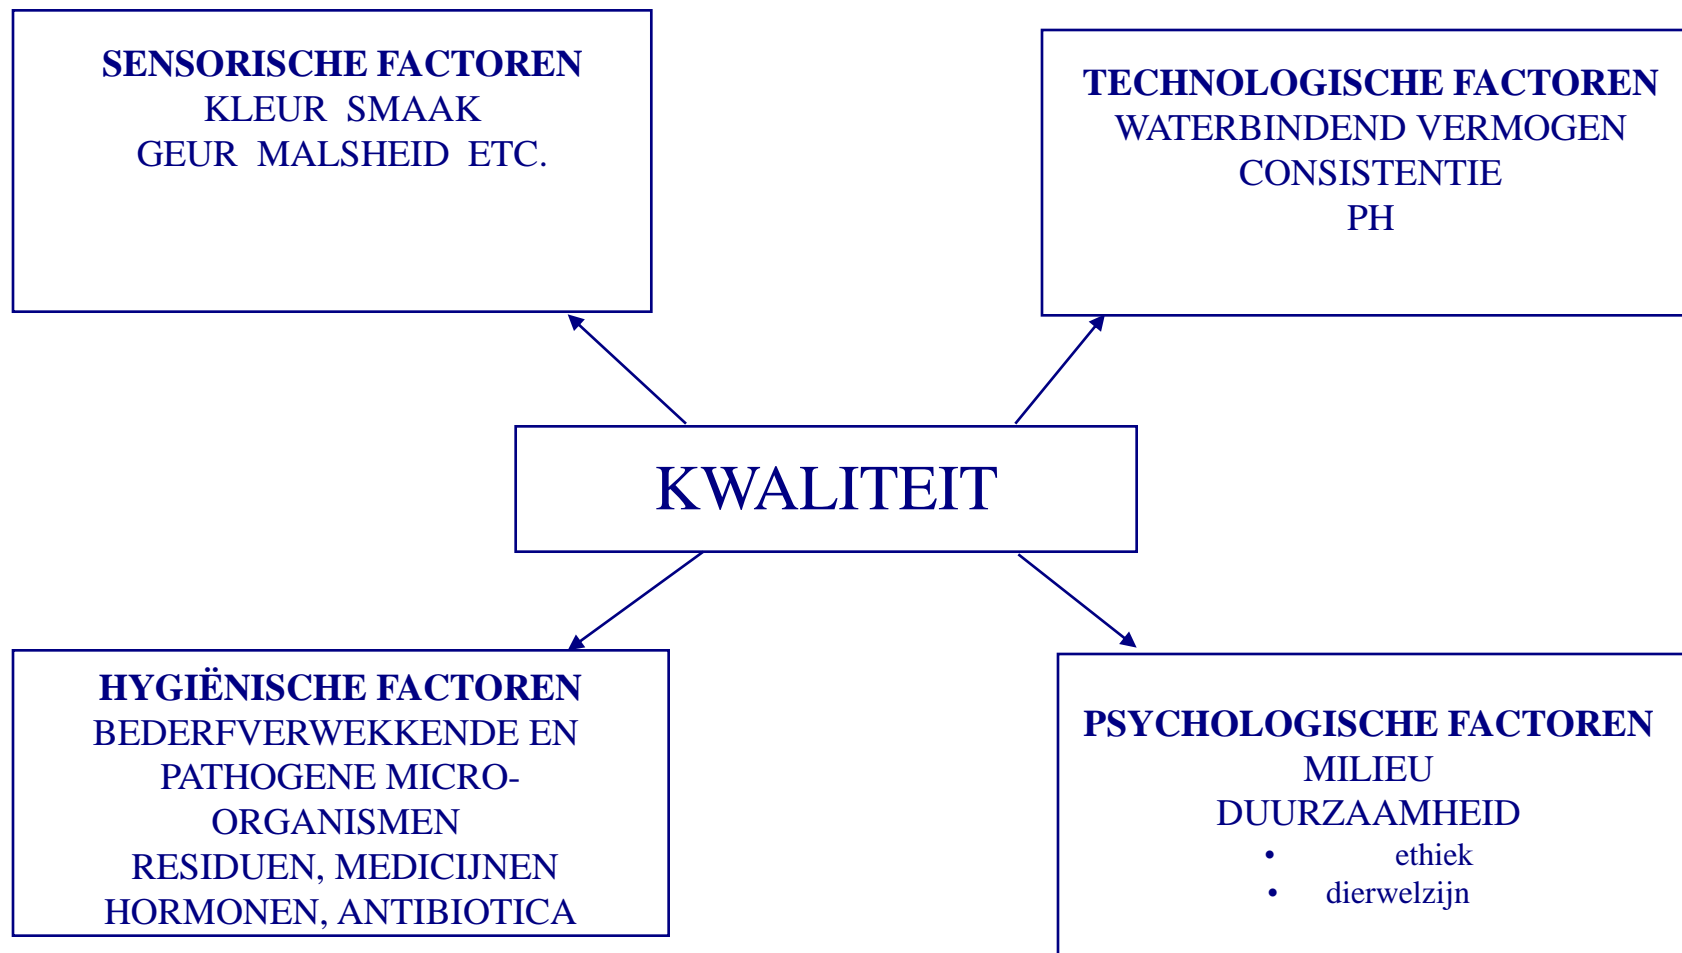 SENSORISCHE FACTOREN
KLEUR SMAAK
GEUR MALSHEID ETC.
TECHNOLOGISCHE FACTOREN
WATERBINDEND VERMOGEN
CONSISTENTIE
PH
KWALITEIT
HYGIËNISCHE FACTOREN
BEDERFVERWEKKENDE EN
PATHOGENE MICRO-
ORGANISMEN
RESIDUEN, MEDICIJNEN
HORMONEN, ANTIBIOTICA
PSYCHOLOGISCHE FACTOREN
MILIEU
DUURZAAMHEID
• ethiek
• dierwelzijn